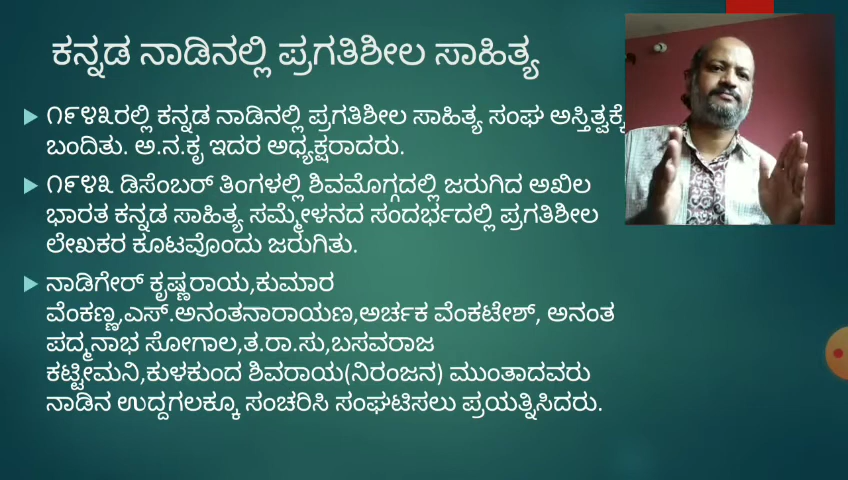 ಕನ್ನಡ ನಾಡಿನಲ್ಲಿ ಪ್ರಗತಿಶೀಲ ಸಾಹಿತ್ಯ
೧೯೪೩ರಲ್ಲಿ ಕನ್ನಡ ನಾಡಿನಲ್ಲಿ ಪ್ರಗತಿಶೀಲ ಸಾಹಿತ್ಯ ಸಂಘ ಅಸ್ತಿತ್ವಕ್ಕೆ
ಬಂದಿತು. ಅ.ನ.ಕೃ ಇದರ ಅಧ್ಯಕ್ಷರಾದರು.
೧೯೪೩ ಡಿಸೆಂಬರ್ ತಿಂಗಳಲ್ಲಿ ಶಿವಮೊಗ್ಗದಲ್ಲಿ ಜರುಗಿದ ಅಖಿಲ
ಭಾರತ ಕನ್ನಡ ಸಾಹಿತ್ಯ ಸಮ್ಮೇಳನದ ಸಂದರ್ಭದಲ್ಲಿ ಪ್ರಗತಿಶೀಲ
ಲೇಖಕರ ಕೂಟವೊಂದು ಜರುಗಿತು.
ನಾಡಿಗೇರ್ ಕೃಷ್ಣರಾಯ,ಕುಮಾರ
ವೆಂಕಣ್ಣ,ಎಸ್.ಅನಂತನಾರಾಯಣ,ಅರ್ಚಕ ವೆಂಕಟೇಶ್, ಅನಂತ
ಪದ್ಮನಾಭ ಸೋಗಾಲ,ತ.ರಾ.ಸು,ಬಸವರಾಜ
ಕಟ್ಟೀಮನಿ,ಕುಳಕುಂದ ಶಿವರಾಯ(ನಿರಂಜನ) ಮುಂತಾದವರು
ನಾಡಿನ ಉದ್ದಗಲಕ್ಕೂ ಸಂಚರಿಸಿ ಸಂಘಟಿಸಲು ಪ್ರಯತ್ನಿಸಿದರು.